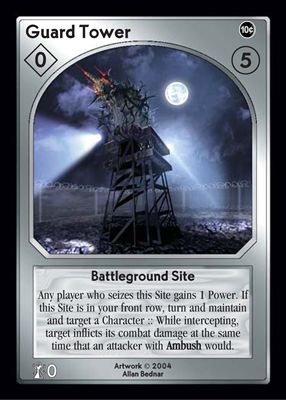 Guard Tower
10¢
0
5
Battleground Site
Any player who seizes this Site gains 1 Power. If
this Site is in your front row, turn and maintain
and target a Character :: While intercepting,
target inflicts its combat damage at the same
time that an attacker with Ambush would.
0
Artwork © 2004
Allan Bednar